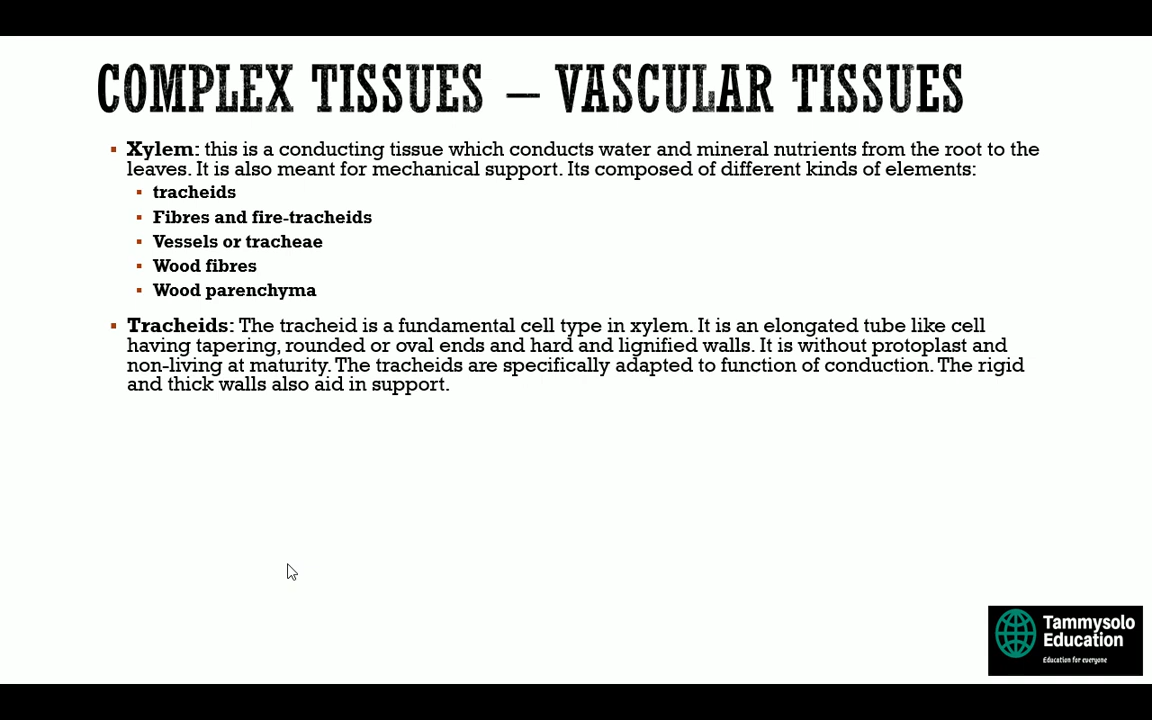 COMPLEX TISSUES – VASCULAR TISSUES
▪ Xylem: this is a conducting tissue which conducts water and mineral nutrients from the root to the
leaves. It is also meant for mechanical support. Its composed of different kinds of elements:
▪ tracheids
▪ Fibres and fire-tracheids
▪ Vessels or tracheae
▪ Wood fibres
▪ Wood parenchyma
▪ Tracheids: The tracheid is a fundamental cell type in xylem. It is an elongated tube like cell
having tapering, rounded or oval ends and hard and lignified walls. It is without protoplast and
non-living at maturity. The tracheids are specifically adapted to function of conduction. The rigid
and thick walls also aid in support.
Tammysolo
Education
Education for everyone